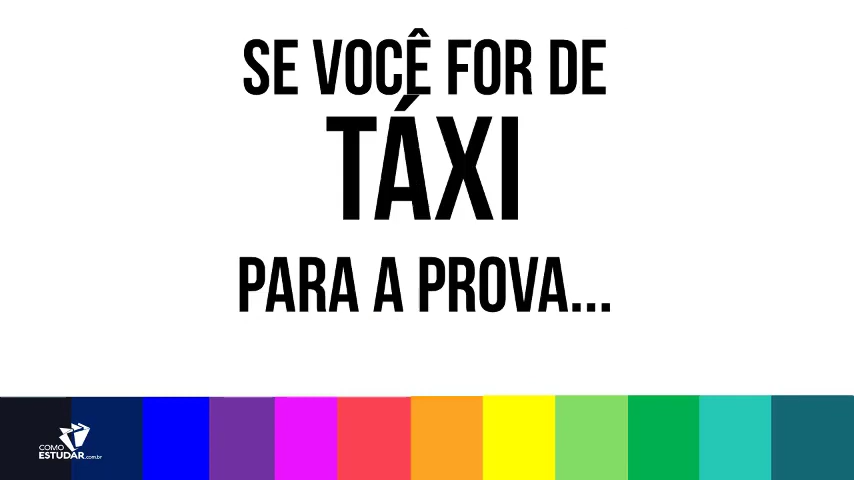 SE VOCÊ FOR DE
TÁXI
PARA A PROVA...
COMO
ESTUDAR.com.br